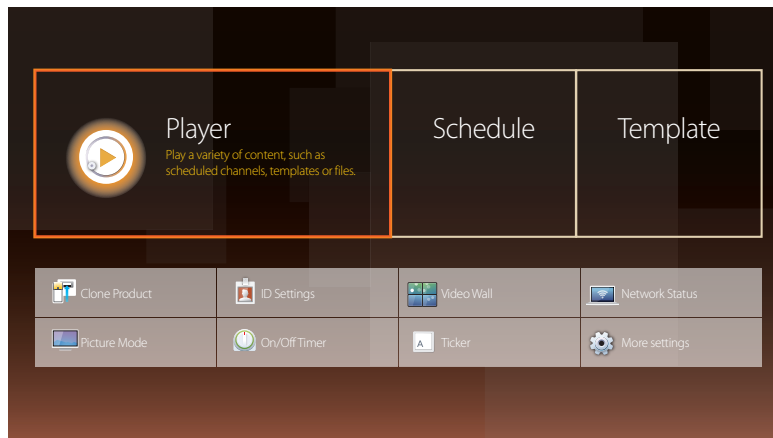 Player
Play a variety of content, such as
scheduled channels, templates or files.
Schedule
Template
Clone Product
ID Settings
Video Wall
Network Status
Picture Mode
On/Off Timer
A
Ticker
More settings